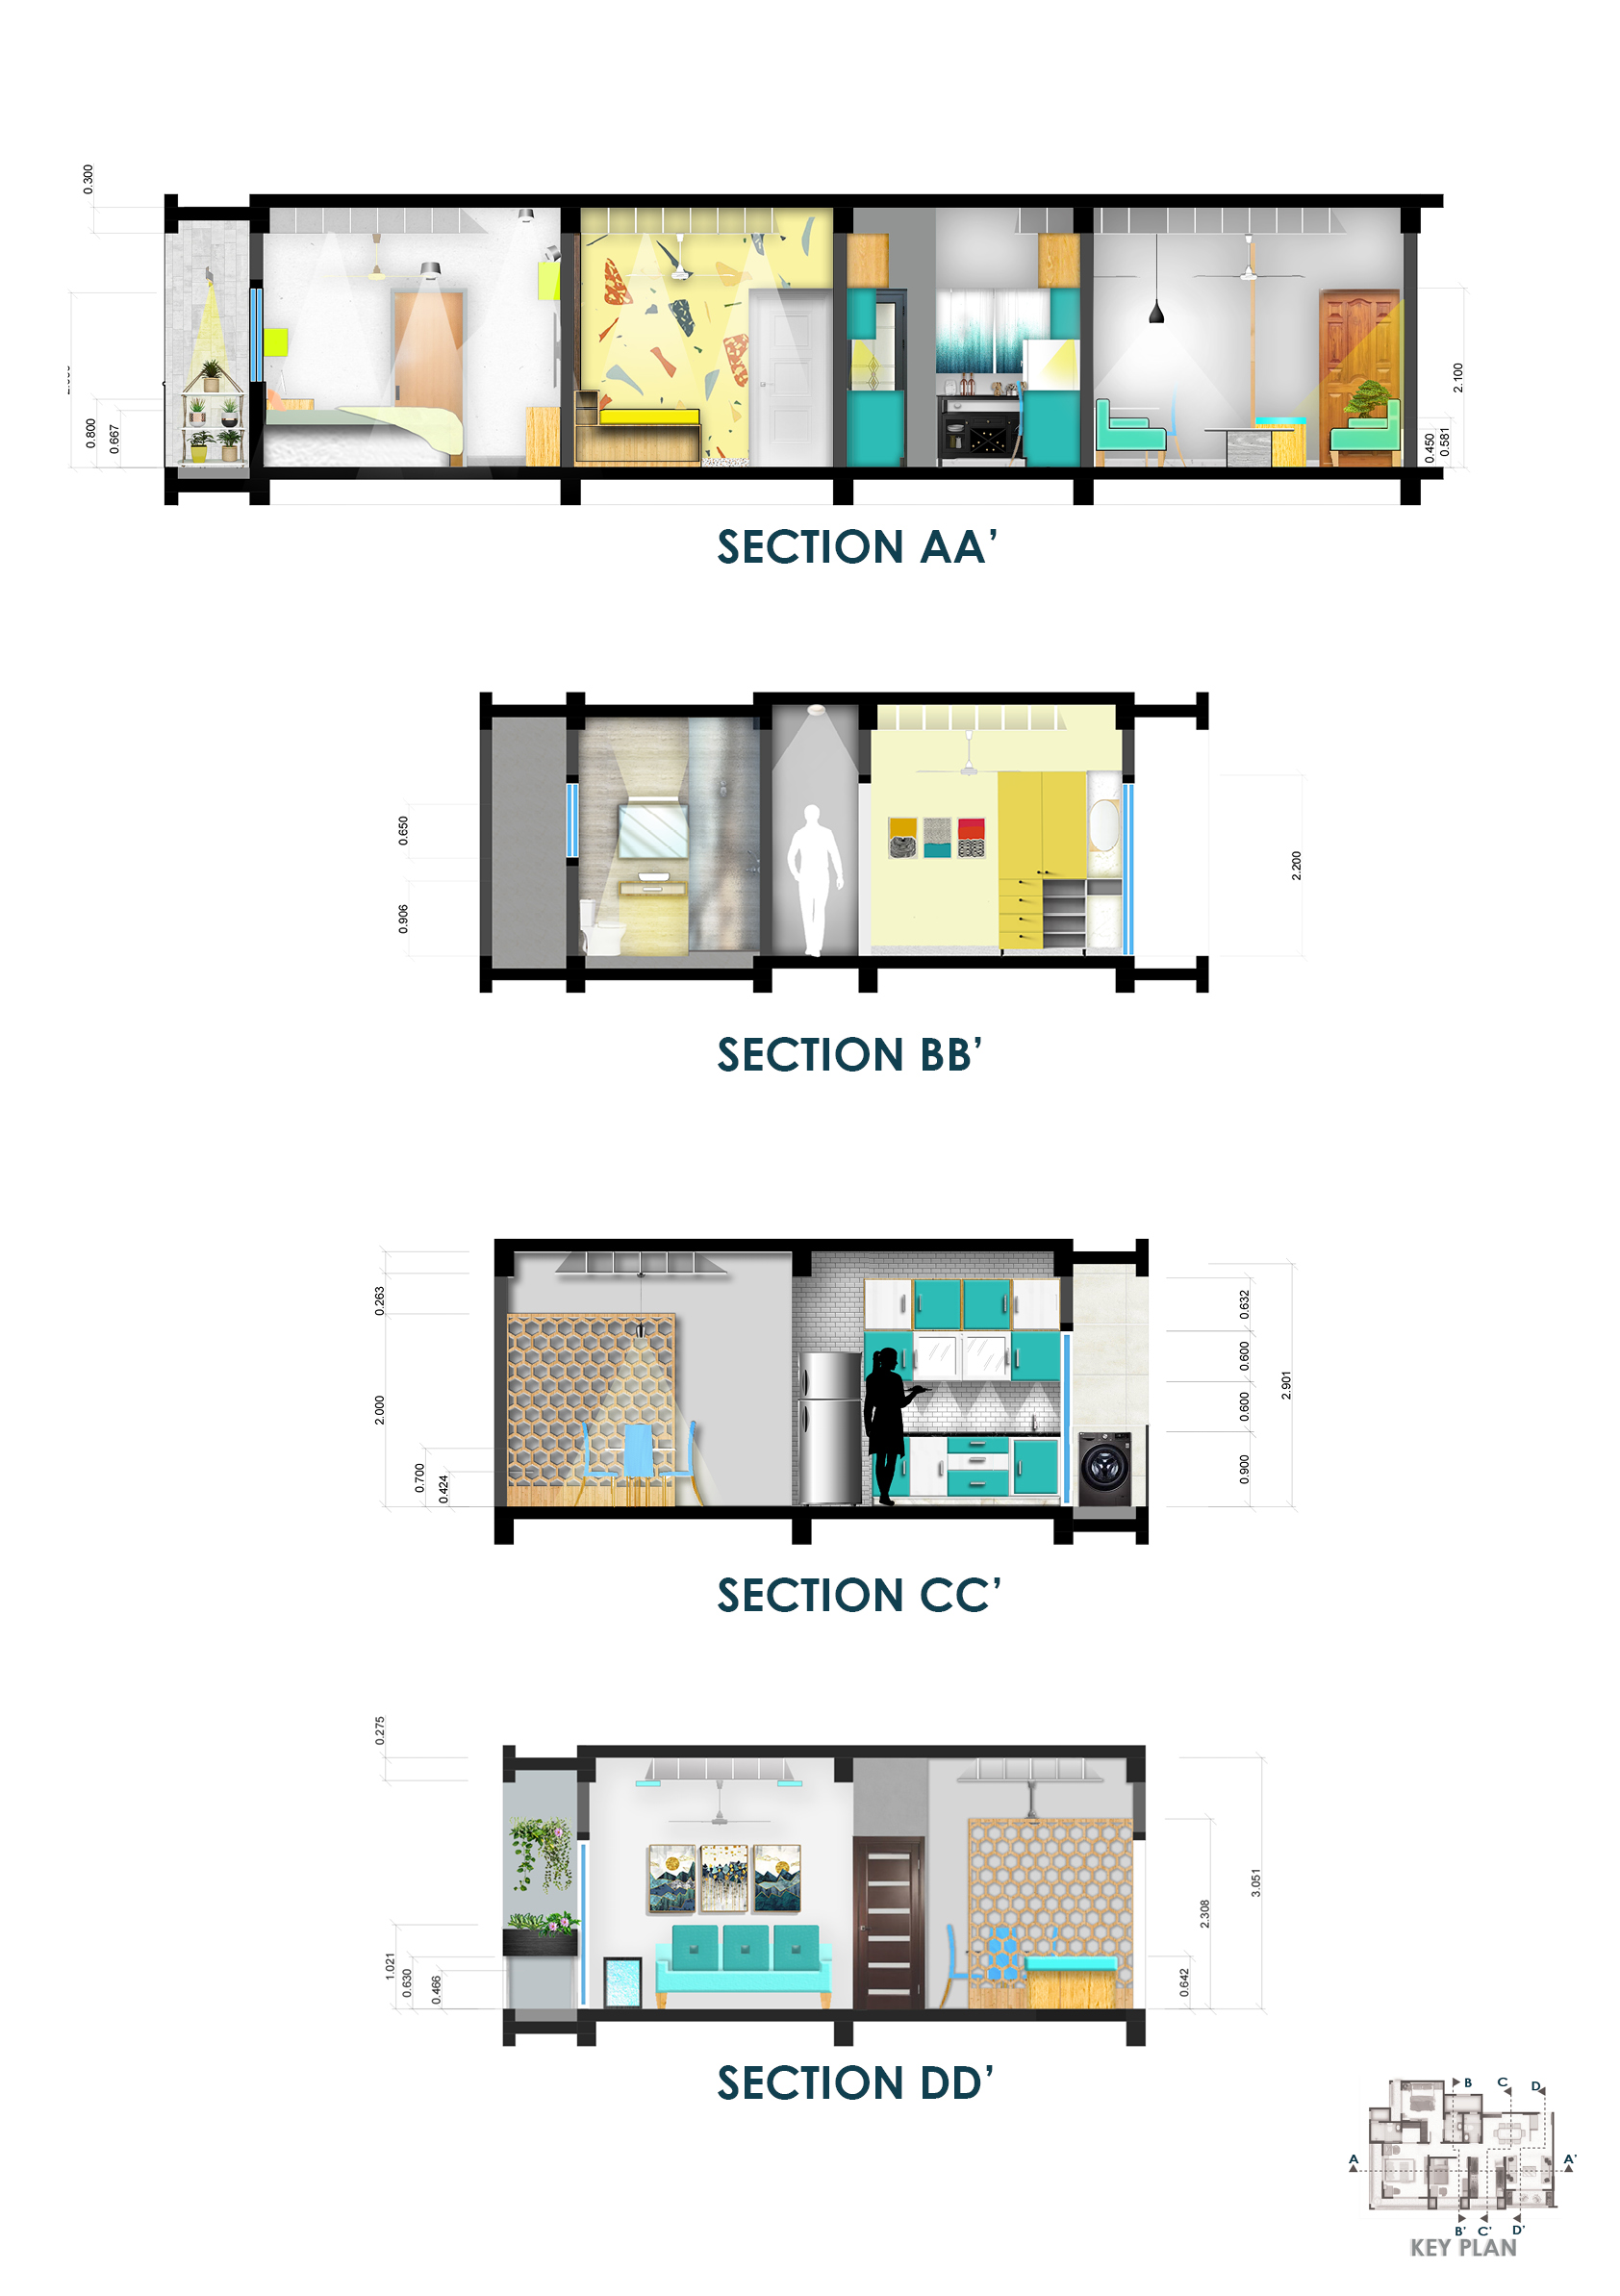 0.300
0.800
0.667
2.100
0.450
0.581
SECTION AA’
0.650
0.906
2.200
SECTION BB’
0.263
2.000
0.700
0.424
0.632
0.600
0.600
0.900
2.901
SECTION CC’
0.275
1.021
0.630
0.466
0.642
2.308
3.051
SECTION DD’
B
C
D
A
A'
B'
C'
D'
KEY PLAN